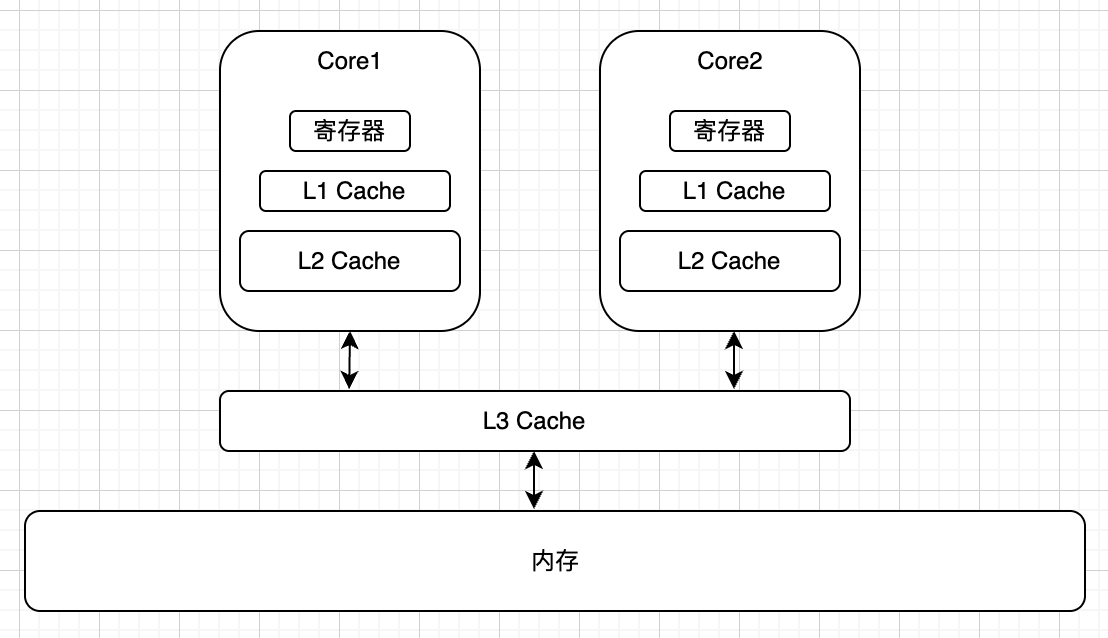 Core1
Core2
寄存器
寄存器
L1 Cache
L1 Cache
L2 Cache
L2 Cache
L3 Cache
内存